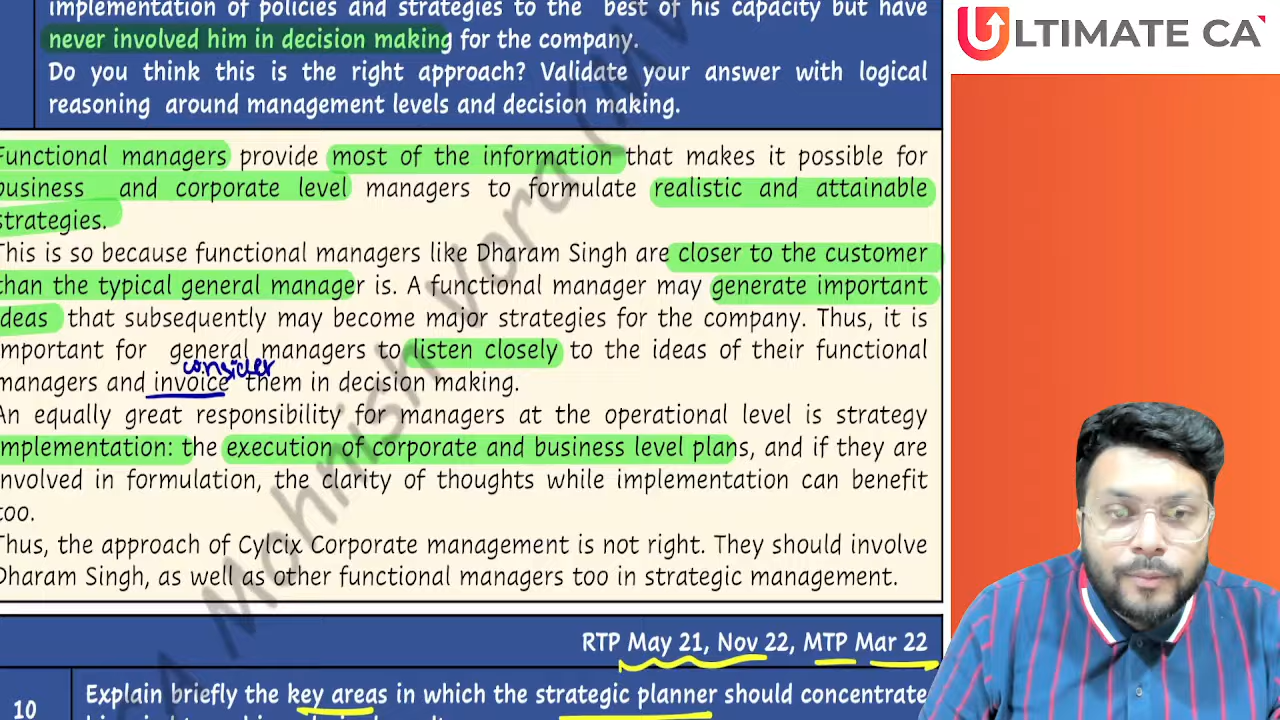 implementation of policies and strategies to the best of his capacity but have
never involved him in decision making for the company.
Do you think this is the right approach? Validate your answer with logical
reasoning around management levels and decision making.
Functional managers provide most of the information that makes it possible for
business and corporate level managers to formulate realistic and attainable
strategies.
This is so because functional managers like Dharam Singh are closer to the customer
than the typical general manager is. A functional manager may generate important
ideas that subsequently may become major strategies for the company. Thus, it is
important for general managers to listen closely to the ideas of their functional
consider
managers and invoice them in decision making.
An equally great responsibility for managers at the operational level is strategy
implementation: the execution of corporate and business level plans, and if they are
involved in formulation, the clarity of thoughts while implementation can benefit
too.
Thus, the approach of Cylcix Corporate management is not right. They should involve
Dharam Singh, as well as other functional managers too in strategic management.
RTP May 21, Nov 22, MTP Mar 22
10
Explain briefly the key areas in which the strategic planner should concentrate
ULTIMATE CA
Mohnish Vora